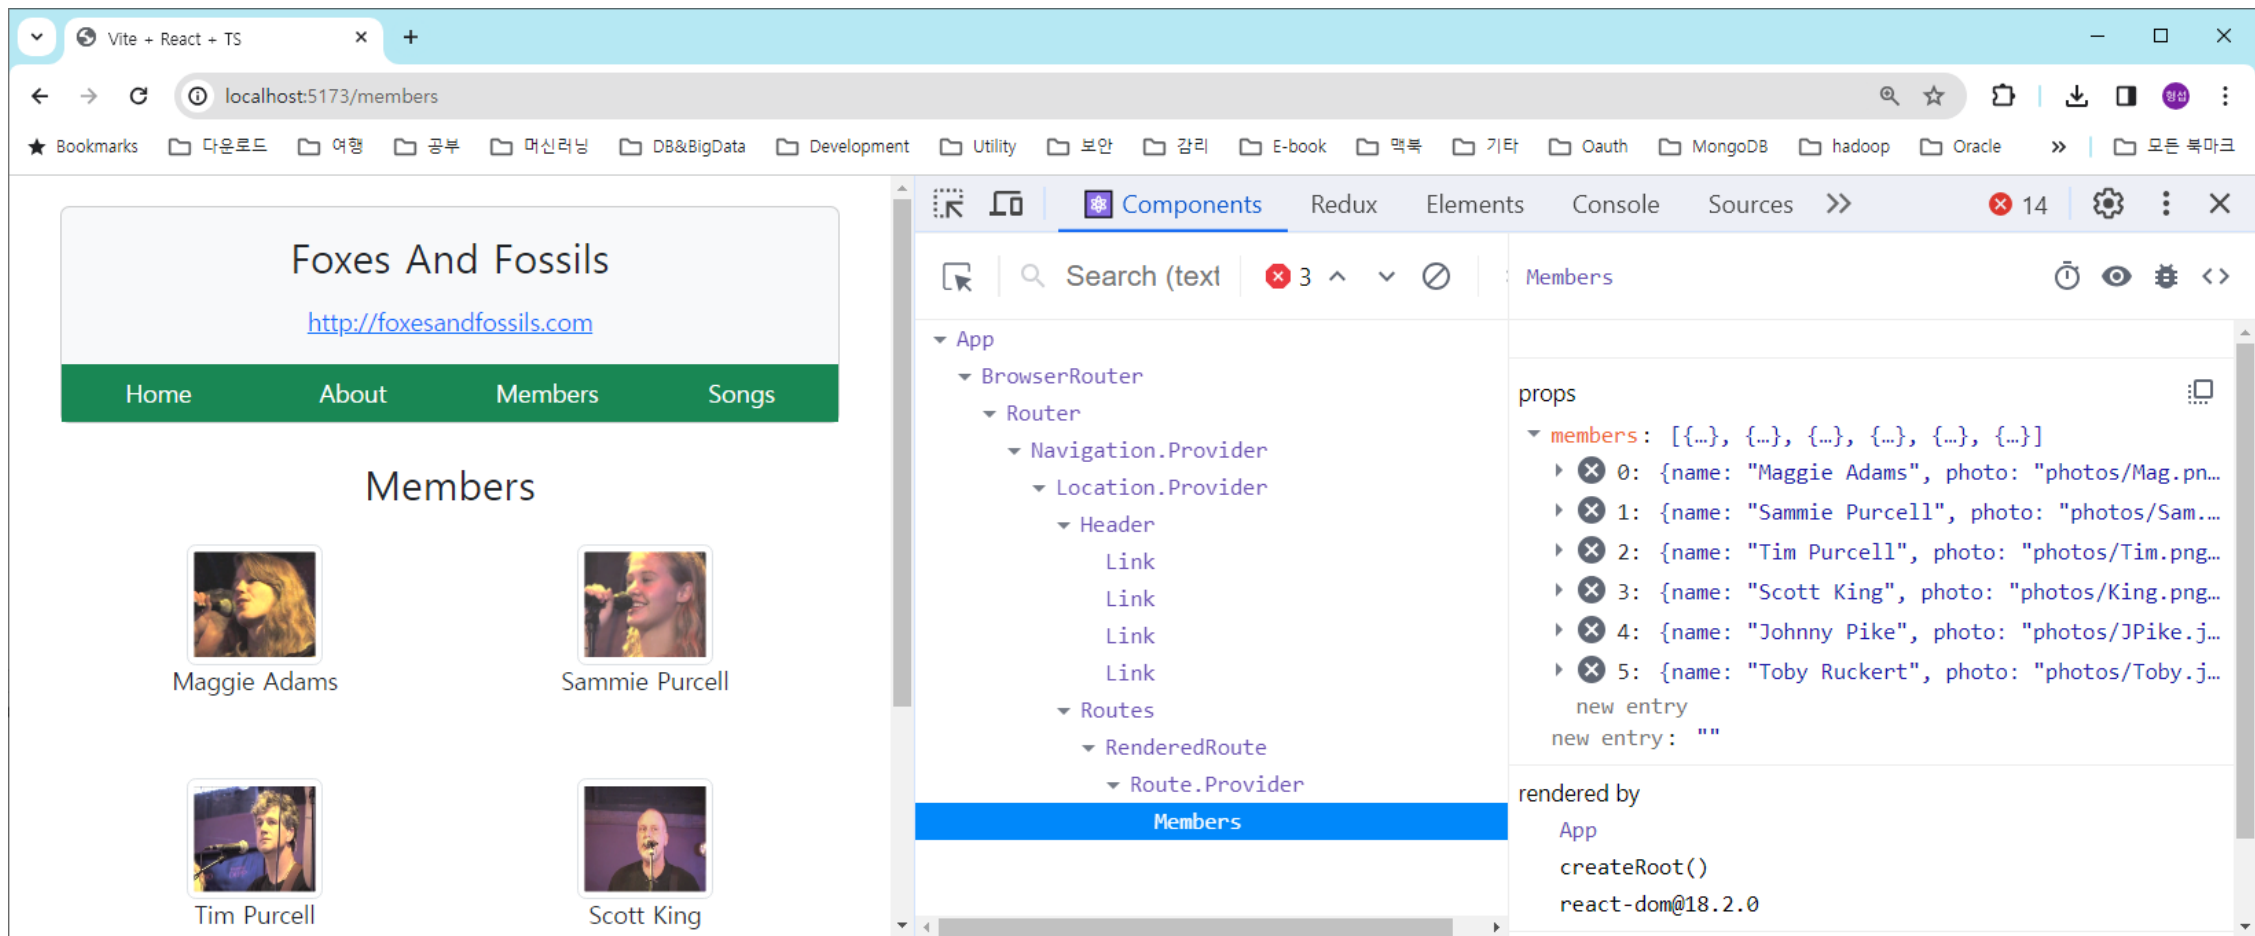 Vite + React + TS
localhost:5173/members
형섭
Bookmarks 다운로드 여행 공부 머신러닝 DB&BigData Development Utility 보안 감리 E-book 맥북 기타 Oauth MongoDB hadoop Oracle 모든 북마크
Foxes And Fossils
http://foxesandfossils.com
Home About Members Songs
Members
Maggie Adams Sammie Purcell
Tim Purcell Scott King
Components Redux Elements Console Sources 14
Search (text 3
App
BrowserRouter
Router
Navigation.Provider
Location.Provider
Header
Link
Link
Link
Link
Routes
RenderedRoute
Route.Provider
Members
Members
props
members: [{…}, {…}, {…}, {…}, {…}, {…}]
0: {name: "Maggie Adams", photo: "photos/Mag.pn…
1: {name: "Sammie Purcell", photo: "photos/Sam.…
2: {name: "Tim Purcell", photo: "photos/Tim.png…
3: {name: "Scott King", photo: "photos/King.png…
4: {name: "Johnny Pike", photo: "photos/JPike.j…
5: {name: "Toby Ruckert", photo: "photos/Toby.j…
new entry
new entry: ""
rendered by
App
createRoot()
react-dom@18.2.0